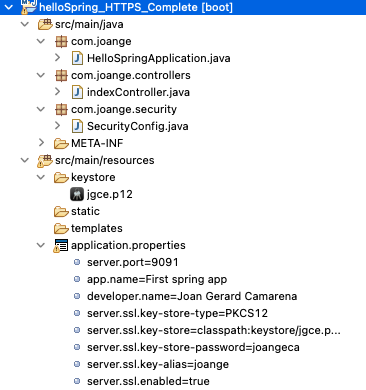 helloSpring_HTTPS_Complete [boot]
src/main/java
com.joange
HelloSpringApplication.java
com.joange.controllers
indexController.java
com.joange.security
SecurityConfig.java
META-INF
src/main/resources
keystore
jgce.p12
static
templates
application.properties
server.port=9091
app.name=First spring app
developer.name=Joan Gerard Camarena
server.ssl.key-store-type=PKCS12
server.ssl.key-store=classpath:keystore/jgce.p...
server.ssl.key-store-password=joangeca
server.ssl.key-alias=joange
server.ssl.enabled=true